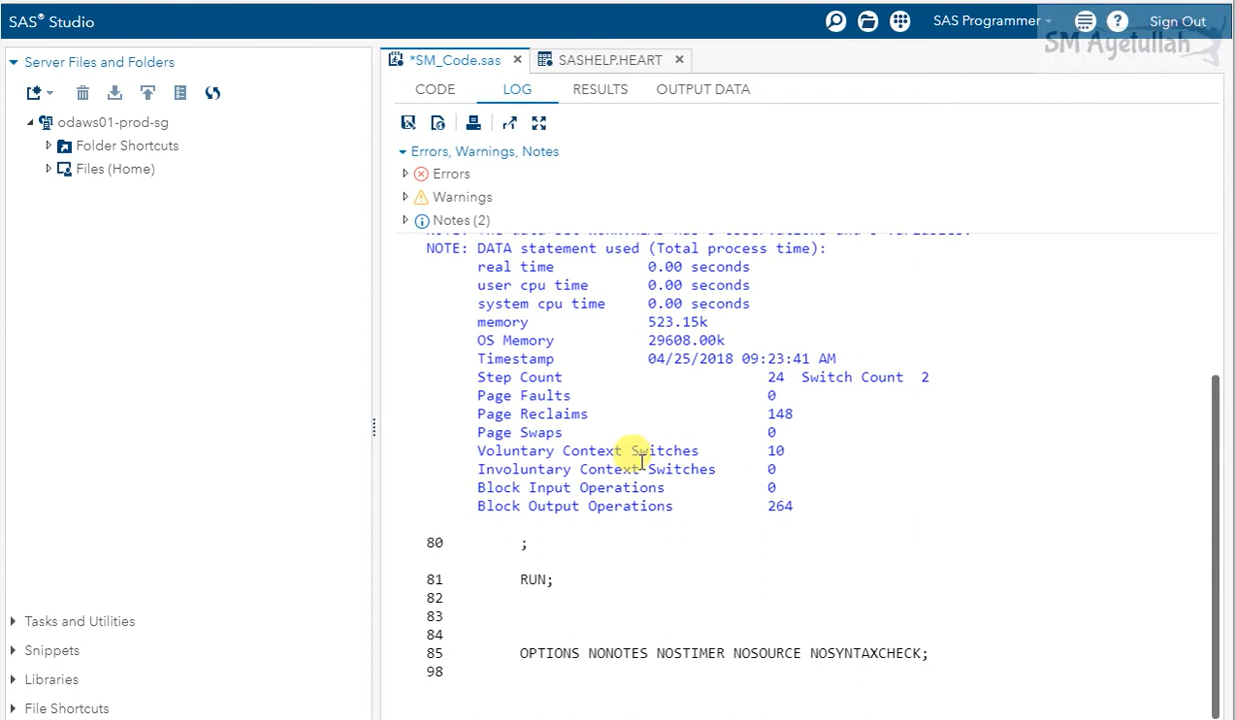 SAS® Studio
SAS Programmer
Sign Out
SM Ayetullah
Server Files and Folders
odaws01-prod-sg
Folder Shortcuts
Files (Home)
Tasks and Utilities
Snippets
Libraries
File Shortcuts
*SM_Code.sas
SASHELP.HEART
CODE LOG RESULTS OUTPUT DATA
Errors, Warnings, Notes
Errors
Warnings
Notes (2)
NOTE: DATA statement used (Total process time):
real time 0.00 seconds
user cpu time 0.00 seconds
system cpu time 0.00 seconds
memory 523.15k
OS Memory 29608.00k
Timestamp 04/25/2018 09:23:41 AM
Step Count 24 Switch Count 2
Page Faults 0
Page Reclaims 148
Page Swaps 0
Voluntary Context Switches 10
Involuntary Context Switches 0
Block Input Operations 0
Block Output Operations 264
80 ;
81 RUN;
82
83
84
85 OPTIONS NONOTES NOSTIMER NOSOURCE NOSYNTAXCHECK;
98